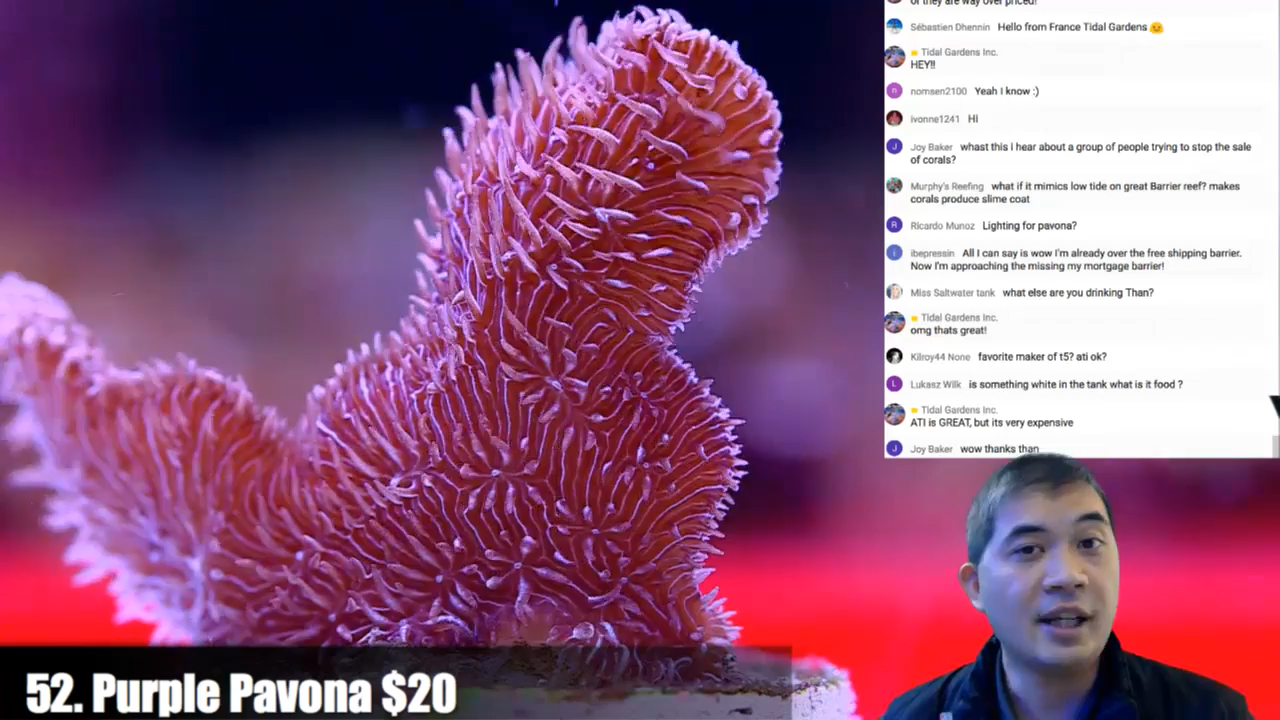 or they are way over priced!
Sébastien Dhennin Hello from France Tidal Gardens
Tidal Gardens Inc.
HEY!!
nomsen2100 Yeah I know :)
ivonne1241 Hi
Joy Baker whast this i hear about a group of people trying to stop the sale
of corals?
Murphy's Reefing what if it mimics low tide on great Barrier reef? makes
corals produce slime coat
Ricardo Munoz Lighting for pavona?
ibepressin All I can say is wow I'm already over the free shipping barrier.
Now I'm approaching the missing my mortgage barrier!
Miss Saltwater tank what else are you drinking Than?
Tidal Gardens Inc.
omg thats great!
Kilroy44 None favorite maker of t5? ati ok?
Lukasz Wilk is something white in the tank what is it food ?
Tidal Gardens Inc.
ATI is GREAT, but its very expensive
Joy Baker wow thanks than
52. Purple Pavona $20